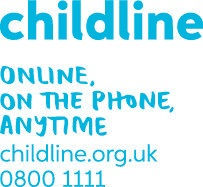 childline
ONLINE,
ON THE PHONE,
ANYTIME
childline.org.uk
0800 1111